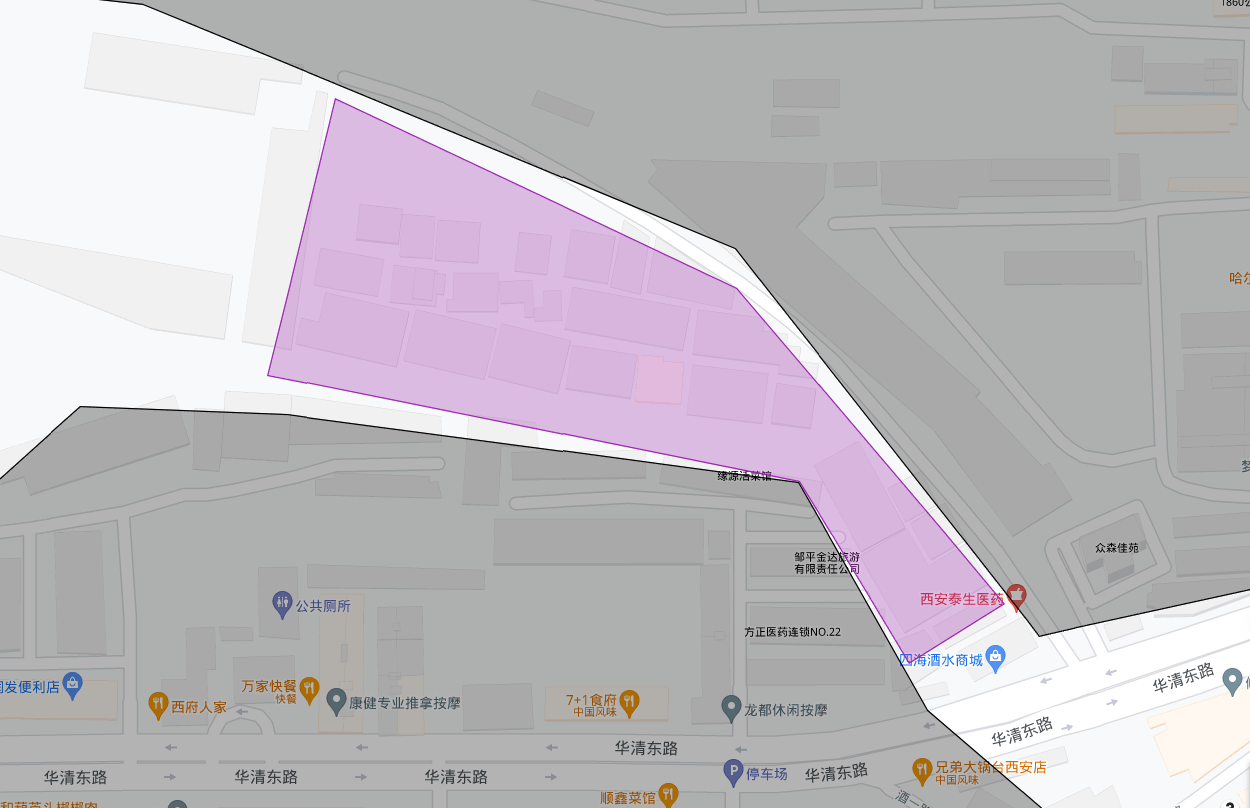 缘源洁菜馆
众森佳苑
邹平金达旅游
有限责任公司
西安泰生医药
公共厕所
方正医药连锁NO.22
四海酒水商城
华清东路
发便利店
万家快餐
快餐
西府人家
康健专业推拿按摩
7+1食府
中国风味
龙都休闲按摩
华清东路
华清东路
华清东路
华清东路
华清东路
停车场
华清东路
兄弟大锅台西安店
中国风味
顺鑫菜馆